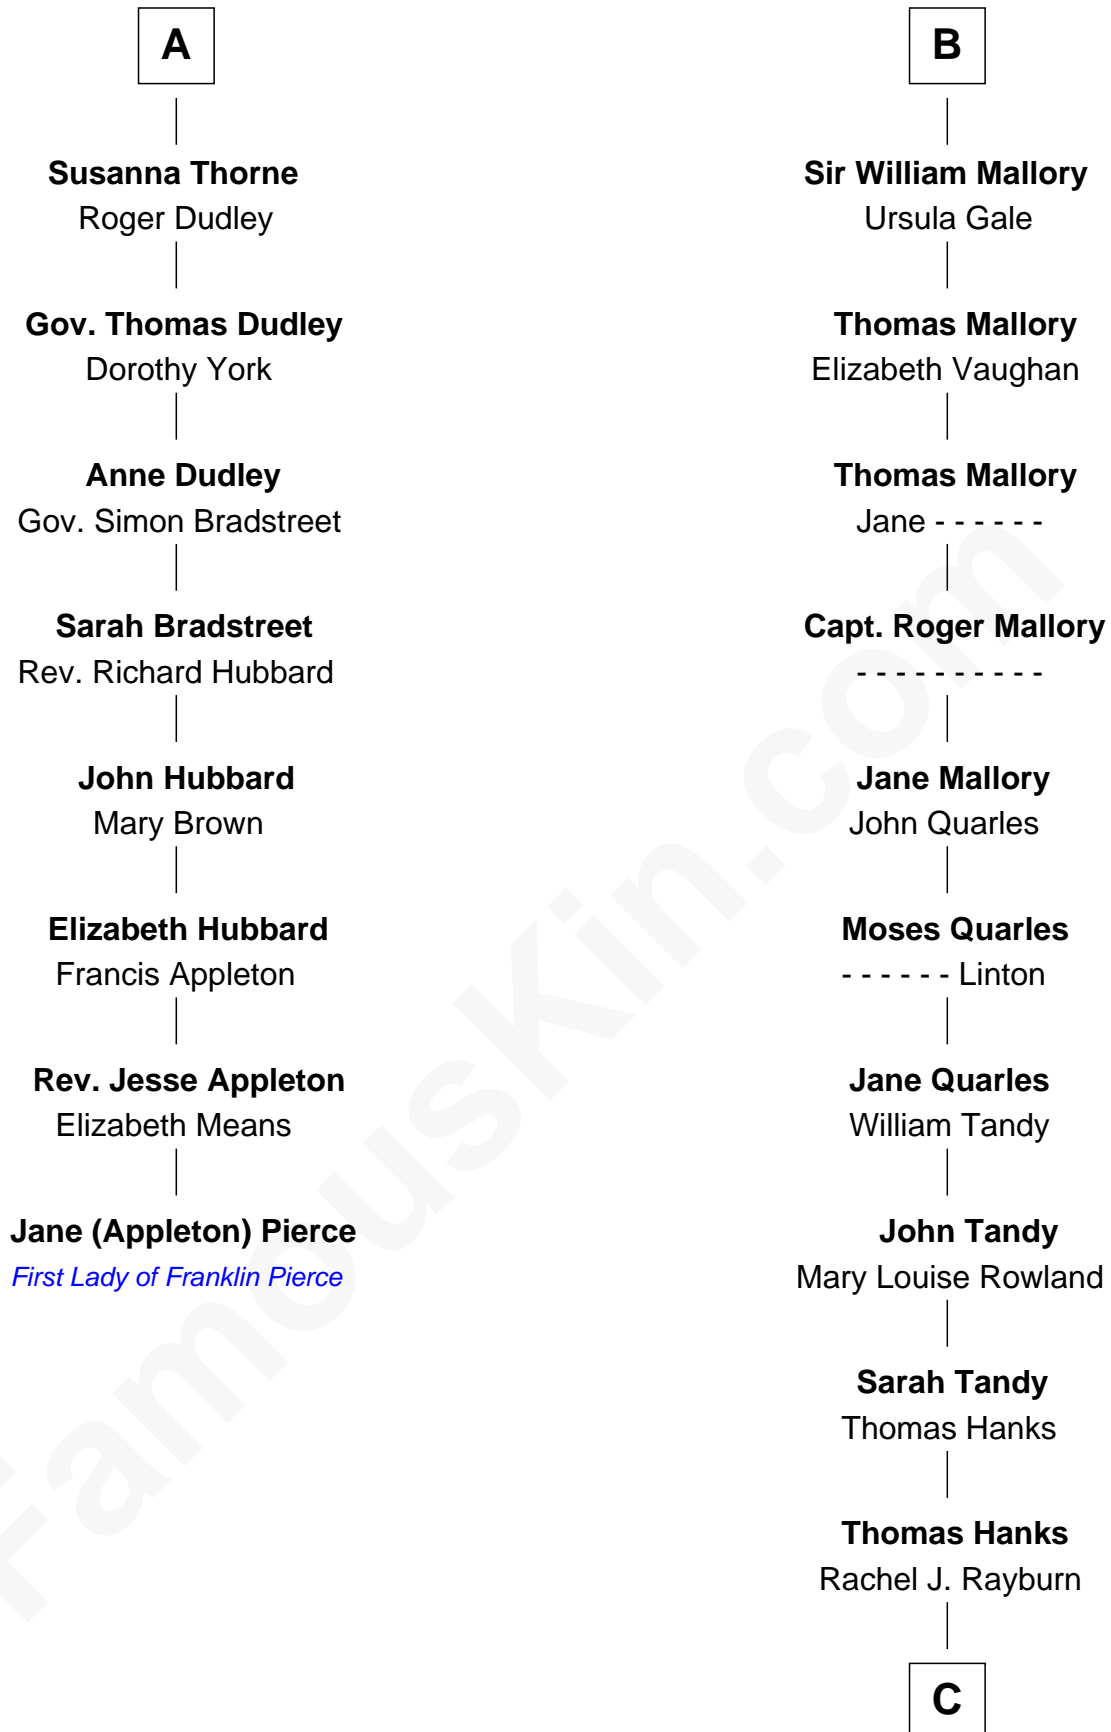 A
Susanna Thorne
Roger Dudley
Gov. Thomas Dudley
Dorothy York
Anne Dudley
Gov. Simon Bradstreet
Sarah Bradstreet
Rev. Richard Hubbard
John Hubbard
Mary Brown
Elizabeth Hubbard
Francis Appleton
Rev. Jesse Appleton
Elizabeth Means
Jane (Appleton) Pierce
First Lady of Franklin Pierce
B
Sir William Mallory
Ursula Gale
Thomas Mallory
Elizabeth Vaughan
Thomas Mallory
Jane - - - - - -
Capt. Roger Mallory
- - - - - - - - - -
Jane Mallory
John Quarles
Moses Quarles
- - - - - - Linton
Jane Quarles
William Tandy
John Tandy
Mary Louise Rowland
Sarah Tandy
Thomas Hanks
Thomas Hanks
Rachel J. Rayburn
C
FamousKin.com